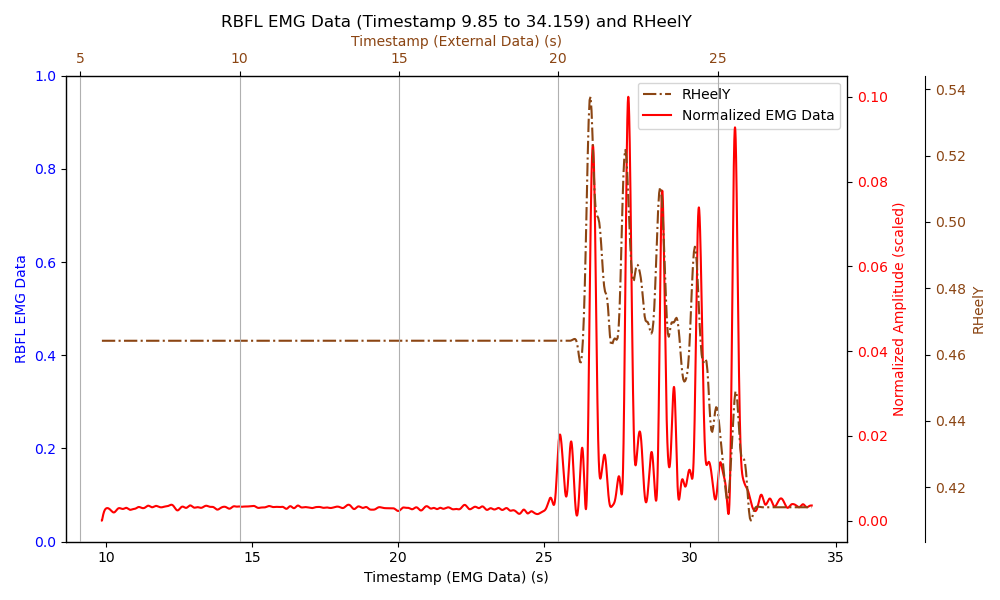 RBFL EMG Data (Timestamp 9.85 to 34.159) and RHeelY
Timestamp (External Data) (s)
5 10 15 20 25
RHeelY
Normalized EMG Data
1.0
0.8
0.6
0.4
0.2
0.0
RBFL EMG Data
0.10
0.08
0.06
0.04
0.02
0.00
Normalized Amplitude (scaled)
0.54
0.52
0.50
0.48
0.46
0.44
0.42
RHeelY
10 15 20 25 30 35
Timestamp (EMG Data) (s)